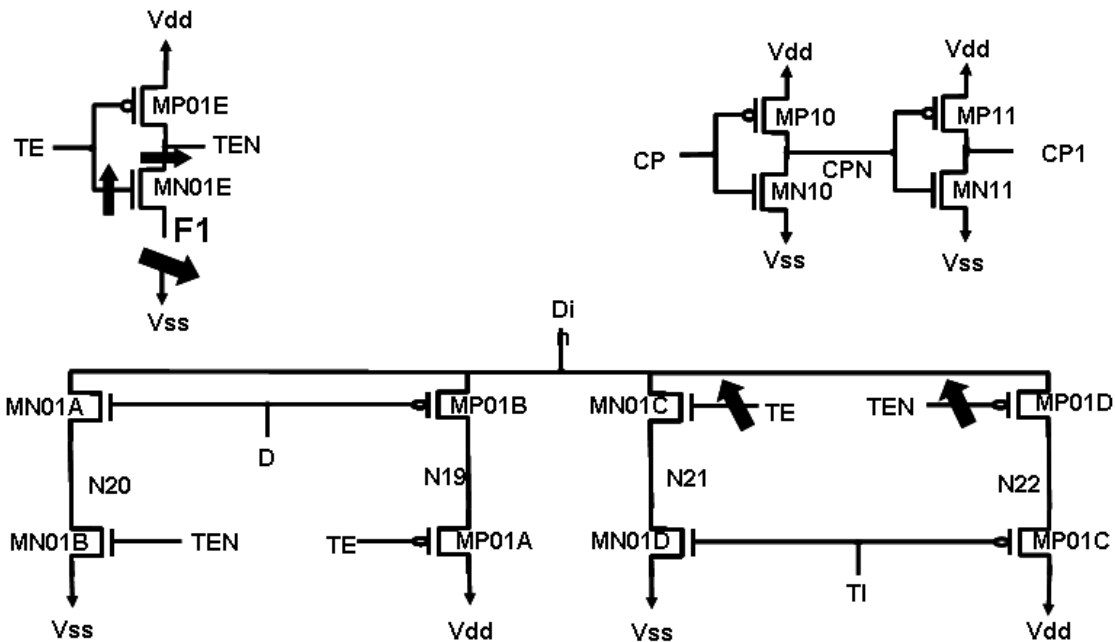 Vdd
MP01E
TE
TEN
MN01E
F1
Vss
Vdd
Vdd
MP10
MP11
CP
CPN
CP1
MN10
MN11
Vss
Vss
Di
n
MN01A
MP01B
MN01C
TE
TEN
MP01D
D
N20
N19
N21
N22
MN01B
TEN
TE
MP01A
MN01D
MP01C
TI
Vss
Vdd
Vss
Vdd